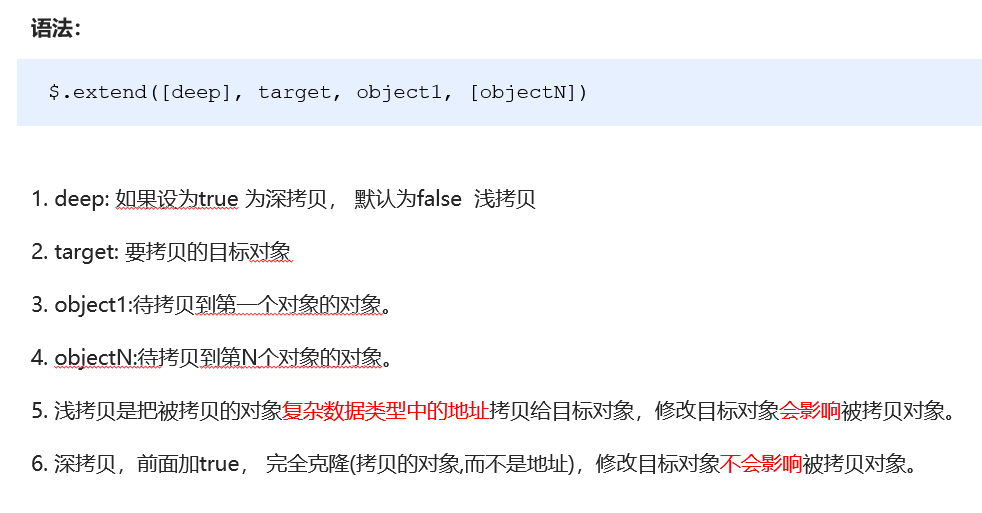 语法：
$.extend([deep], target, object1, [objectN])
1. deep: 如果设为true 为深拷贝， 默认为false 浅拷贝
2. target: 要拷贝的目标对象
3. object1:待拷贝到第一个对象的对象。
4. objectN:待拷贝到第N个对象的对象。
5. 浅拷贝是把被拷贝的对象复杂数据类型中的地址拷贝给目标对象，修改目标对象会影响被拷贝对象。
6. 深拷贝，前面加true， 完全克隆(拷贝的对象,而不是地址)，修改目标对象不会影响被拷贝对象。